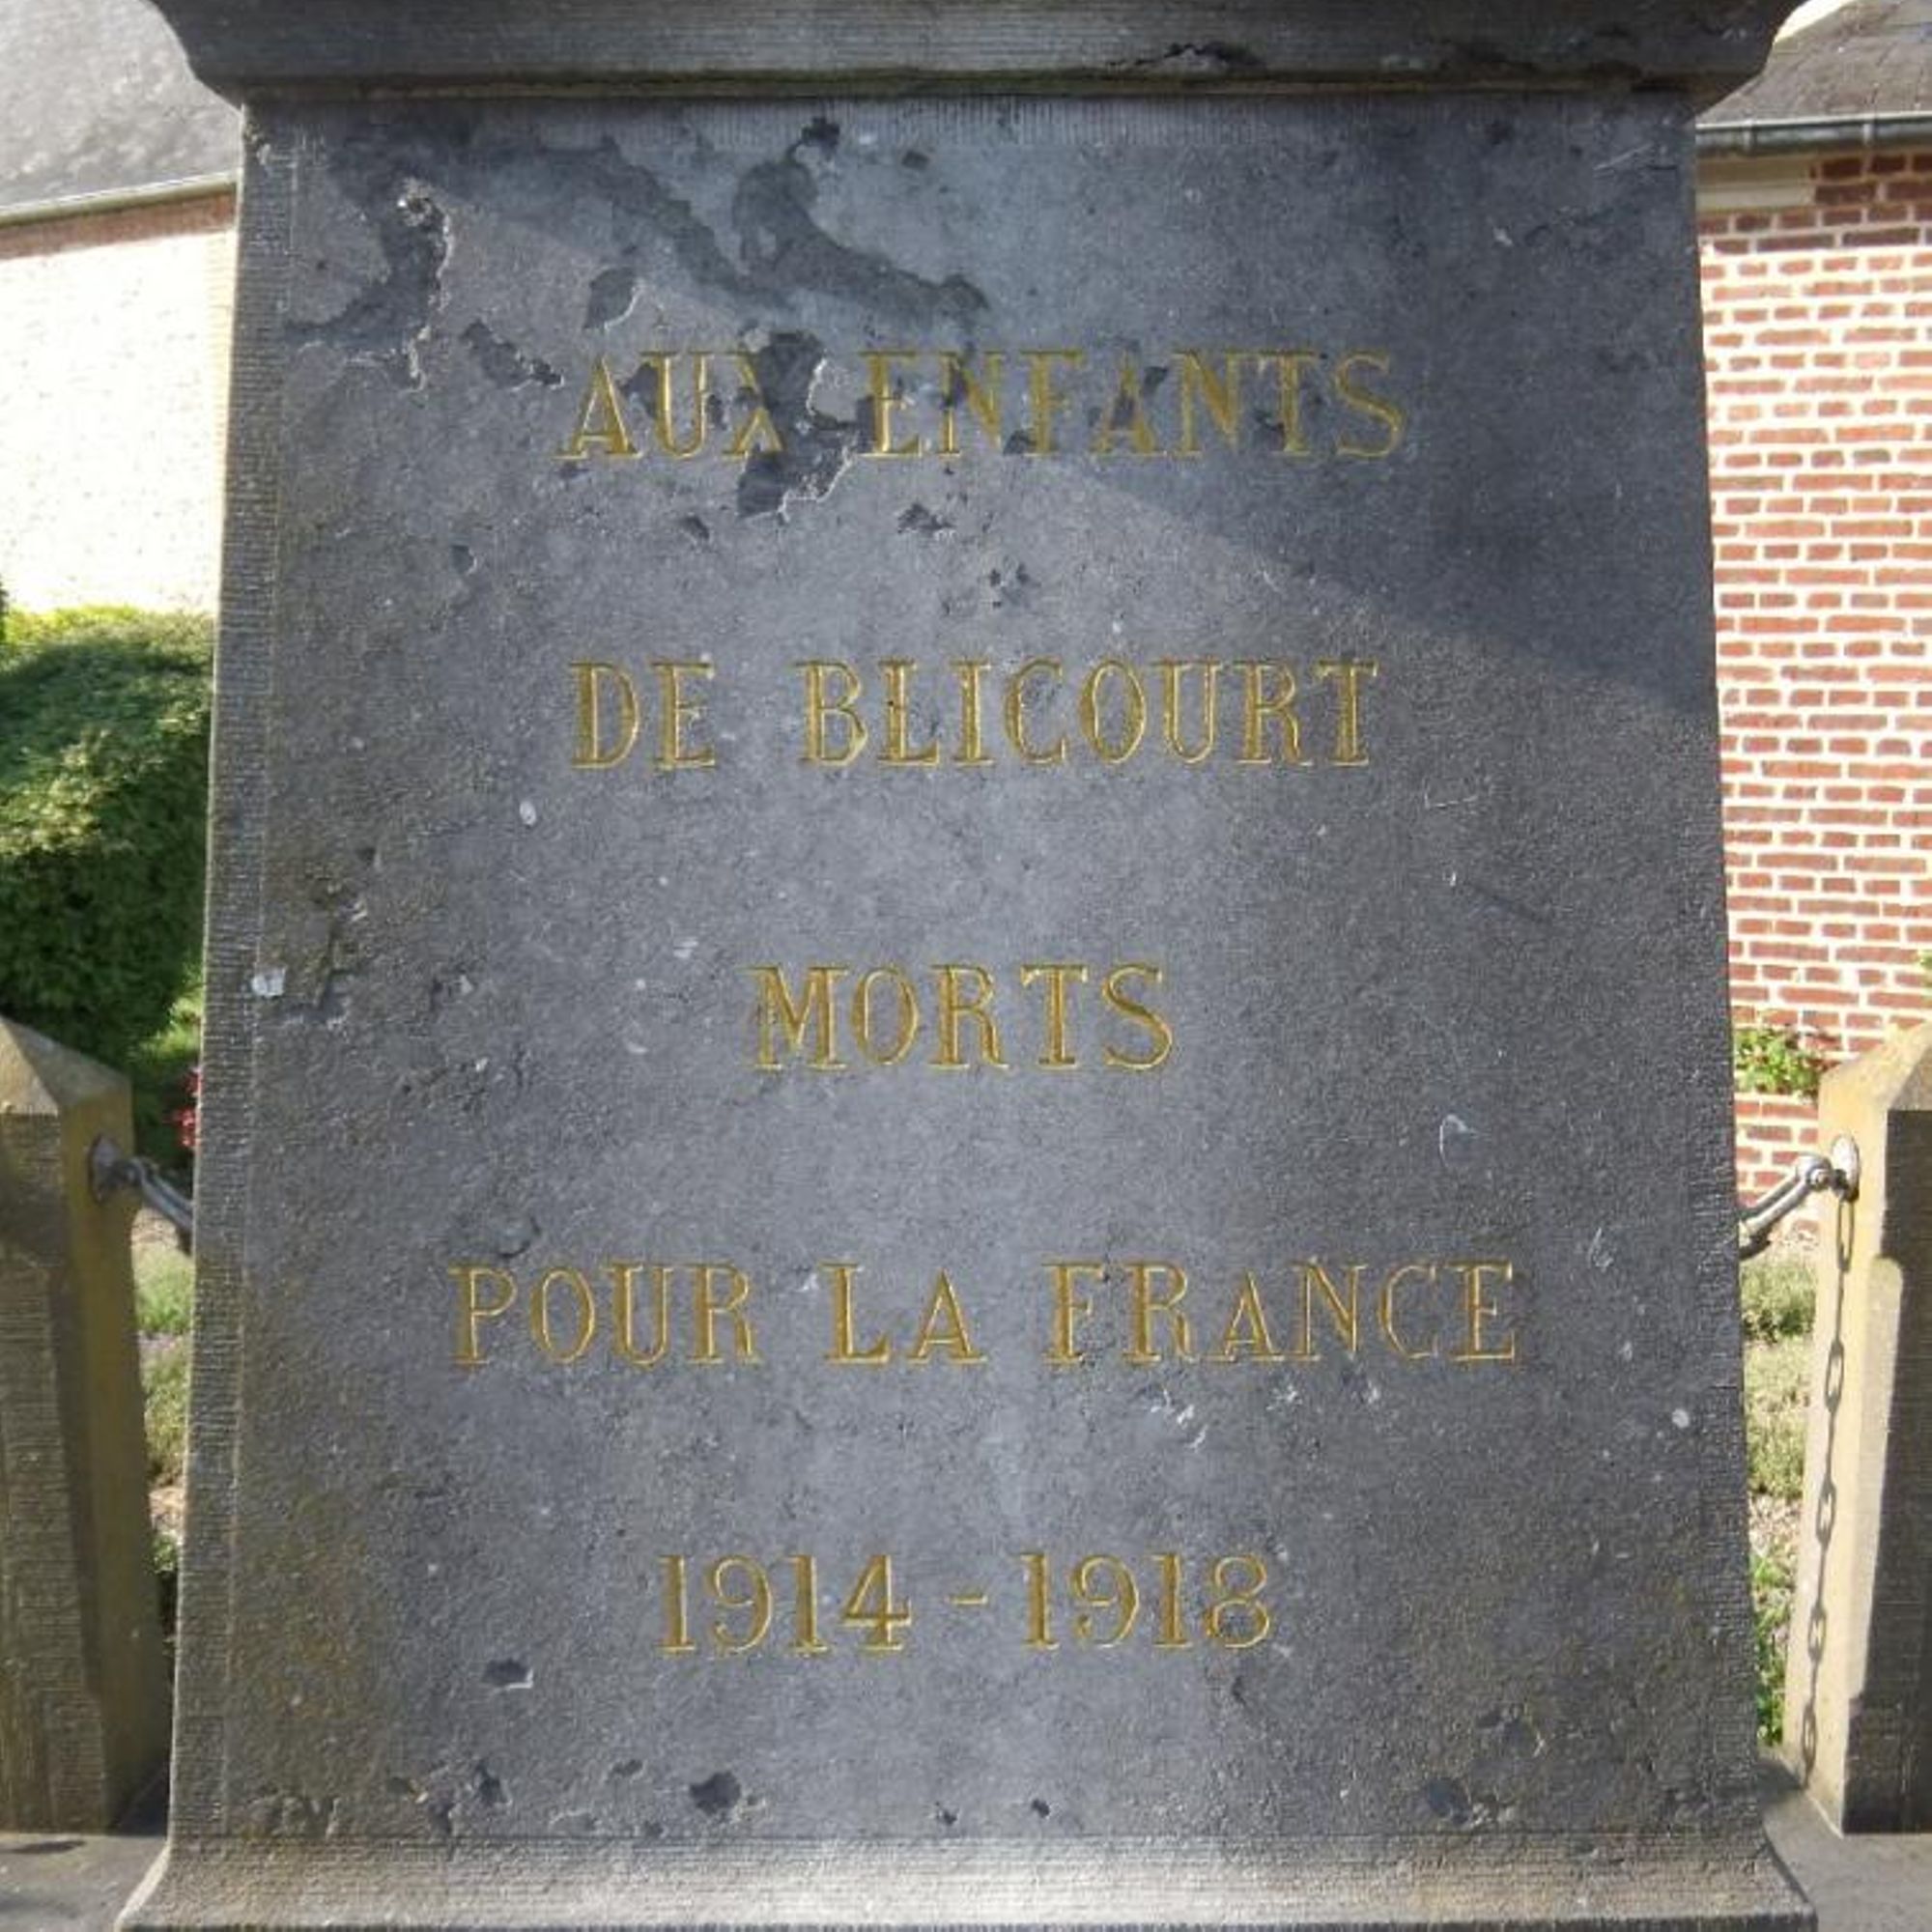 AUX ENFANTS
DE BLICOURT
MORTS
POUR LA FRANCE
1914-1918